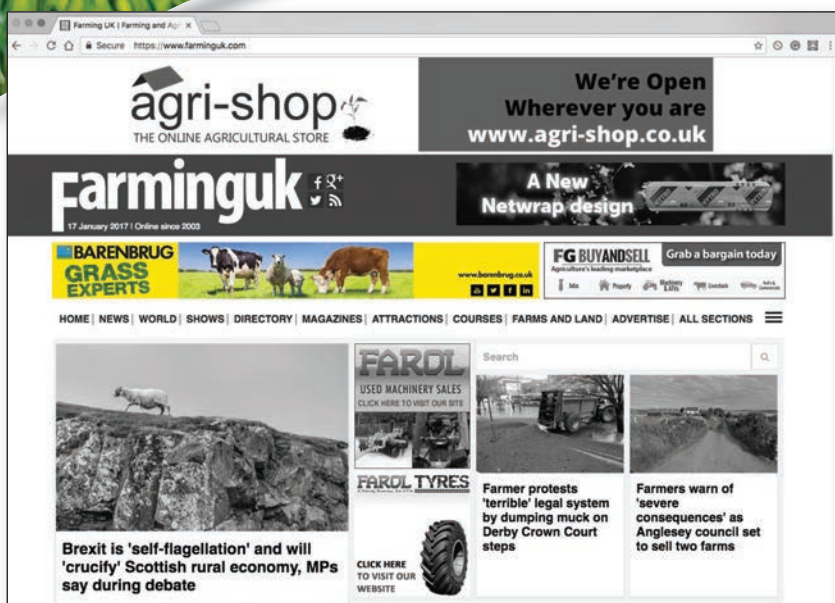 Farming UK | Farming and Agr
Secure https://www.farminguk.com
agri-shop
THE ONLINE AGRICULTURAL STORE
We're Open
Wherever you are
www.agri-shop.co.uk
Farminguk
17 January 2017 | Online since 2003
A New
Netwrap design
BARENBRUG
GRASS
EXPERTS
www.barenbrug.co.uk
FG BUYANDSELL
Grab a bargain today
Agriculture's leading marketplace
Jobs Property Machinery Livestock
HOME | NEWS | WORLD | SHOWS | DIRECTORY | MAGAZINES | ATTRACTIONS | COURSES | FARMS AND LAND | ADVERTISE | ALL SECTIONS
FAROL
USED MACHINERY SALES
CLICK HERE TO VISIT OUR SITE
FAROL TYRES
CLICK HERE
TO VISIT OUR
WEBSITE
Search
Brexit is 'self-flagellation' and will
'crucify' Scottish rural economy, MPs
say during debate
Farmer protests
'terrible' legal system
by dumping muck on
Derby Crown Court
steps
Farmers warn of
'severe
consequences' as
Anglesey council set
to sell two farms